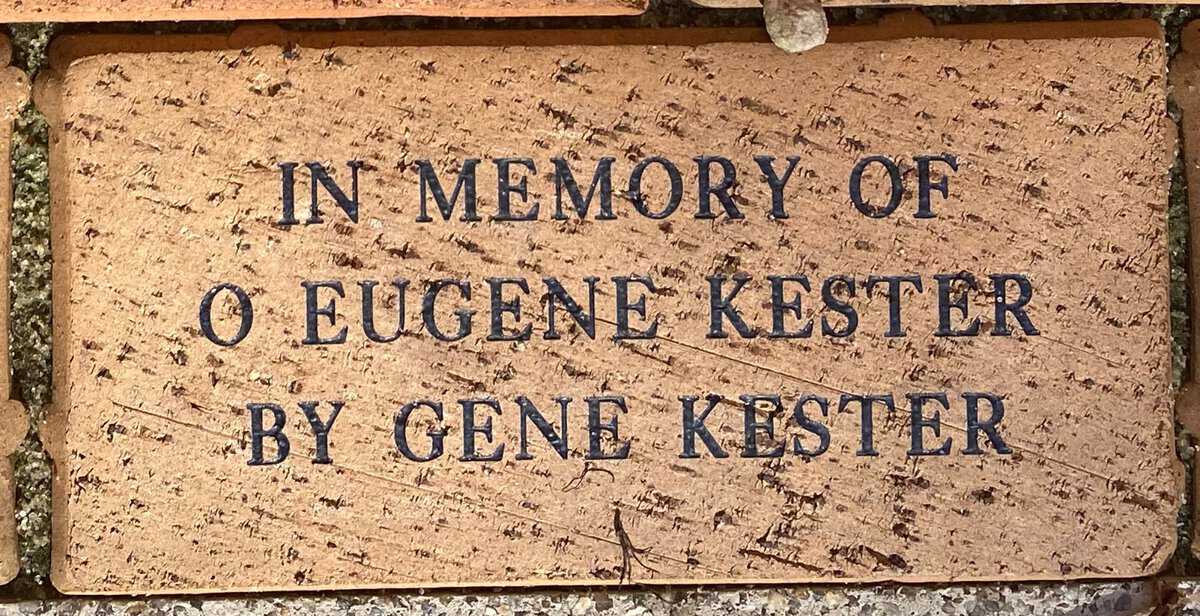 IN MEMORY OF
O EUGENE KESTER
BY GENE KESTER